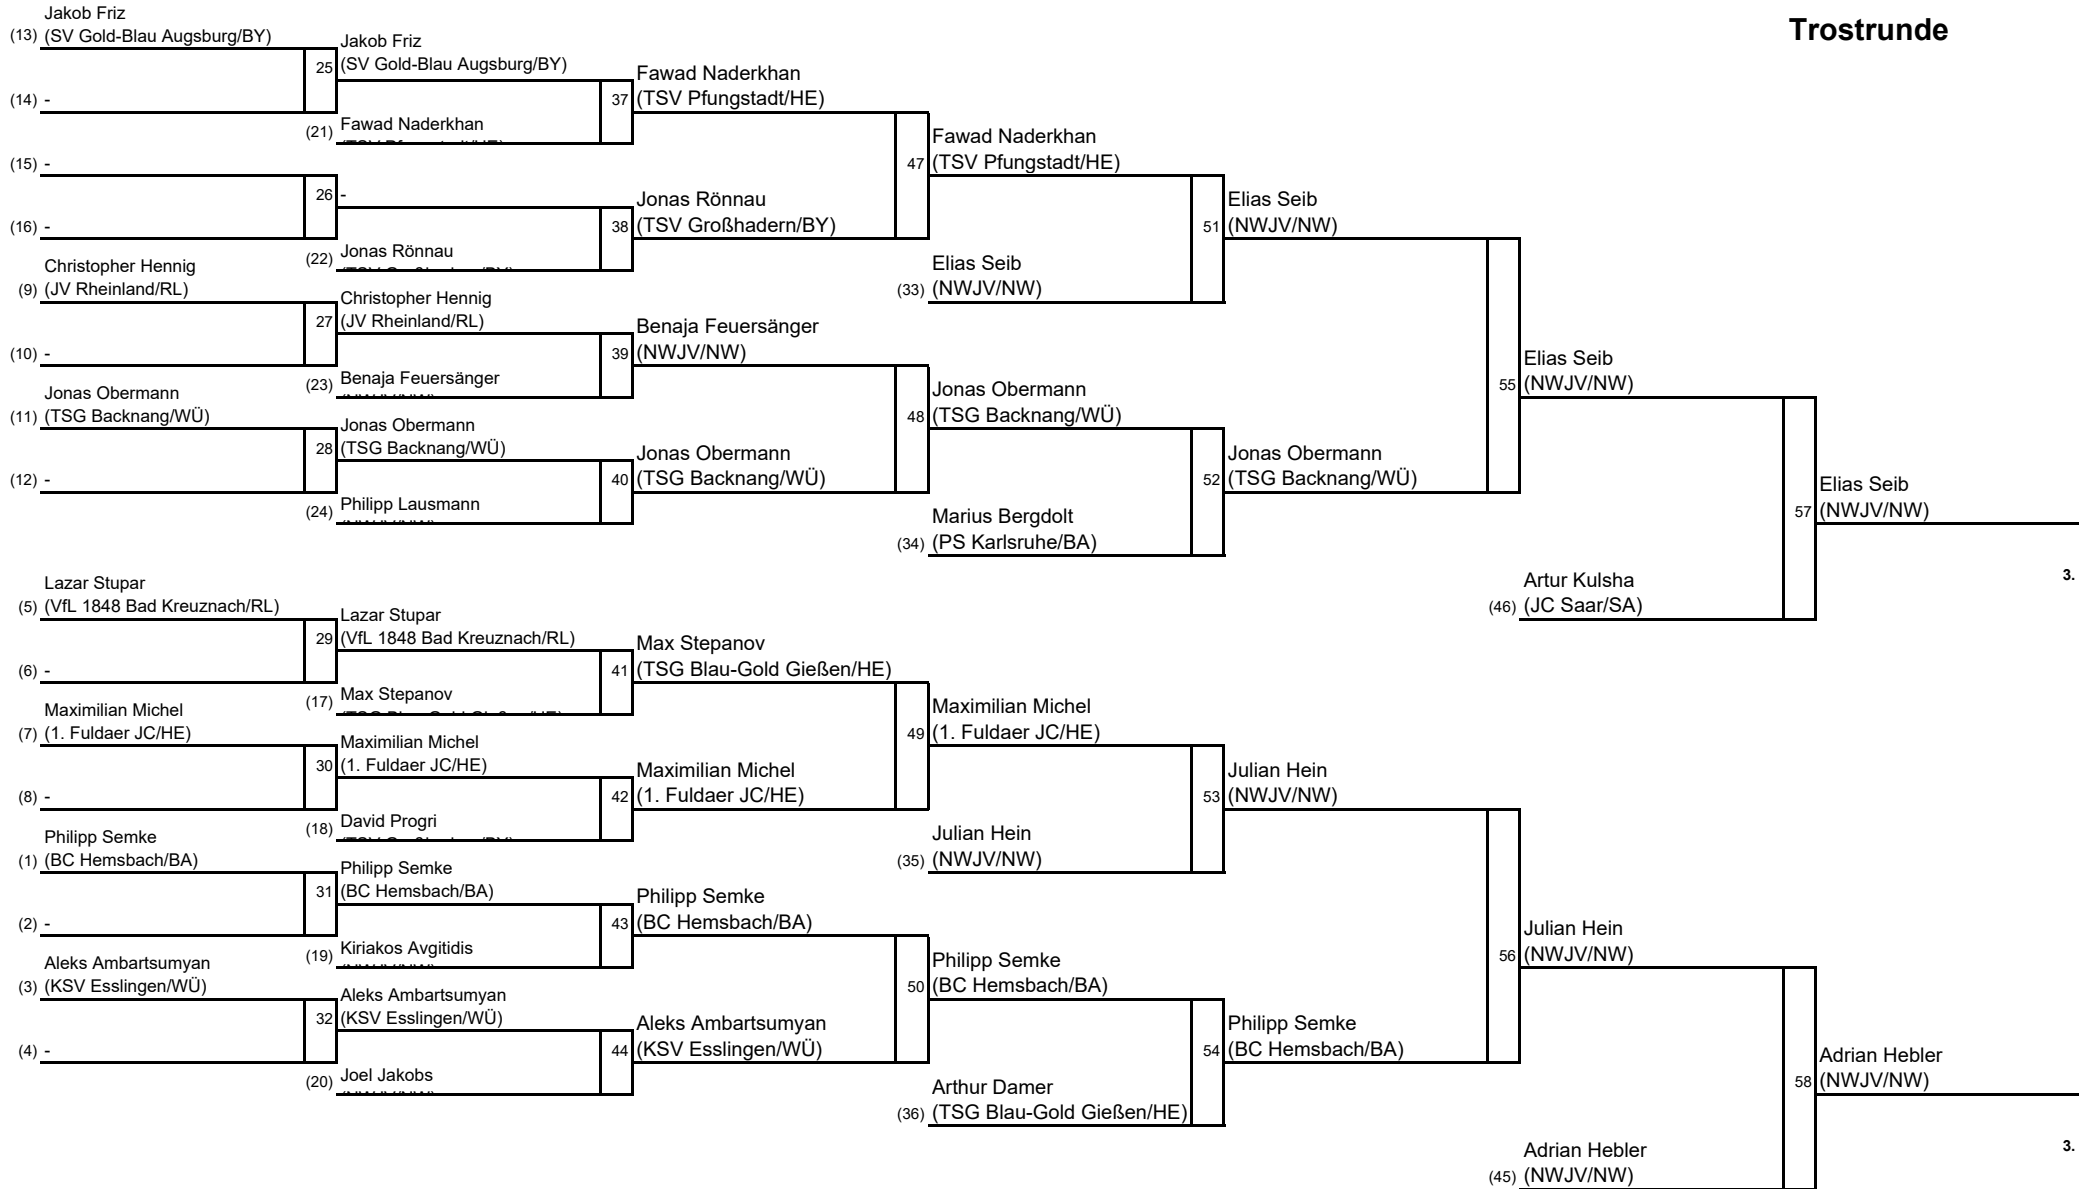 Trostrunde
Jakob Friz
(13) (SV Gold-Blau Augsburg/BY)
25
(14) -
(15) -
26
(16) -
Christopher Hennig
(9) (JV Rheinland/RL)
27
(10) -
Jonas Obermann
(11) (TSG Backnang/WÜ)
28
(12) -
Lazar Stupar
(5) (VfL 1848 Bad Kreuznach/RL)
29
(6) -
Maximilian Michel
(7) (1. Fuldaer JC/HE)
30
(8) -
Philipp Semke
(1) (BC Hemsbach/BA)
31
(2) -
Aleks Ambartsumyan
(3) (KSV Esslingen/WÜ)
32
(4) -
Jakob Friz
(SV Gold-Blau Augsburg/BY)
37
(21) Fawad Naderkhan
-
38
(22) Jonas Rönnau
Christopher Hennig
(JV Rheinland/RL)
39
(23) Benaja Feuersänger
Jonas Obermann
(TSG Backnang/WÜ)
40
(24) Philipp Lausmann
Lazar Stupar
(VfL 1848 Bad Kreuznach/RL)
41
(17) Max Stepanov
Maximilian Michel
(1. Fuldaer JC/HE)
42
(18) David Progri
Philipp Semke
(BC Hemsbach/BA)
43
(19) Kiriakos Avgitidis
Aleks Ambartsumyan
(KSV Esslingen/WÜ)
44
(20) Joel Jakobs
Fawad Naderkhan
(TSV Pfungstadt/HE)
47
Jonas Rönnau
(TSV Großhadern/BY)
Benaja Feuersänger
(NWJV/NW)
48
Jonas Obermann
(TSG Backnang/WÜ)
Max Stepanov
(TSG Blau-Gold Gießen/HE)
49
Maximilian Michel
(1. Fuldaer JC/HE)
Philipp Semke
(BC Hemsbach/BA)
50
Aleks Ambartsumyan
(KSV Esslingen/WÜ)
Fawad Naderkhan
(TSV Pfungstadt/HE)
51
Elias Seib
(33) (NWJV/NW)
Jonas Obermann
(TSG Backnang/WÜ)
52
Marius Bergdolt
(34) (PS Karlsruhe/BA)
Maximilian Michel
(1. Fuldaer JC/HE)
53
Julian Hein
(35) (NWJV/NW)
Philipp Semke
(BC Hemsbach/BA)
54
Arthur Damer
(36) (TSG Blau-Gold Gießen/HE)
Elias Seib
(NWJV/NW)
55
Jonas Obermann
(TSG Backnang/WÜ)
Julian Hein
(NWJV/NW)
56
Philipp Semke
(BC Hemsbach/BA)
Elias Seib
(NWJV/NW)
57
Artur Kulsha
(46) (JC Saar/SA)
Julian Hein
(NWJV/NW)
58
Adrian Hebler
(45) (NWJV/NW)
Elias Seib
(NWJV/NW)
3.
Adrian Hebler
(NWJV/NW)
3.